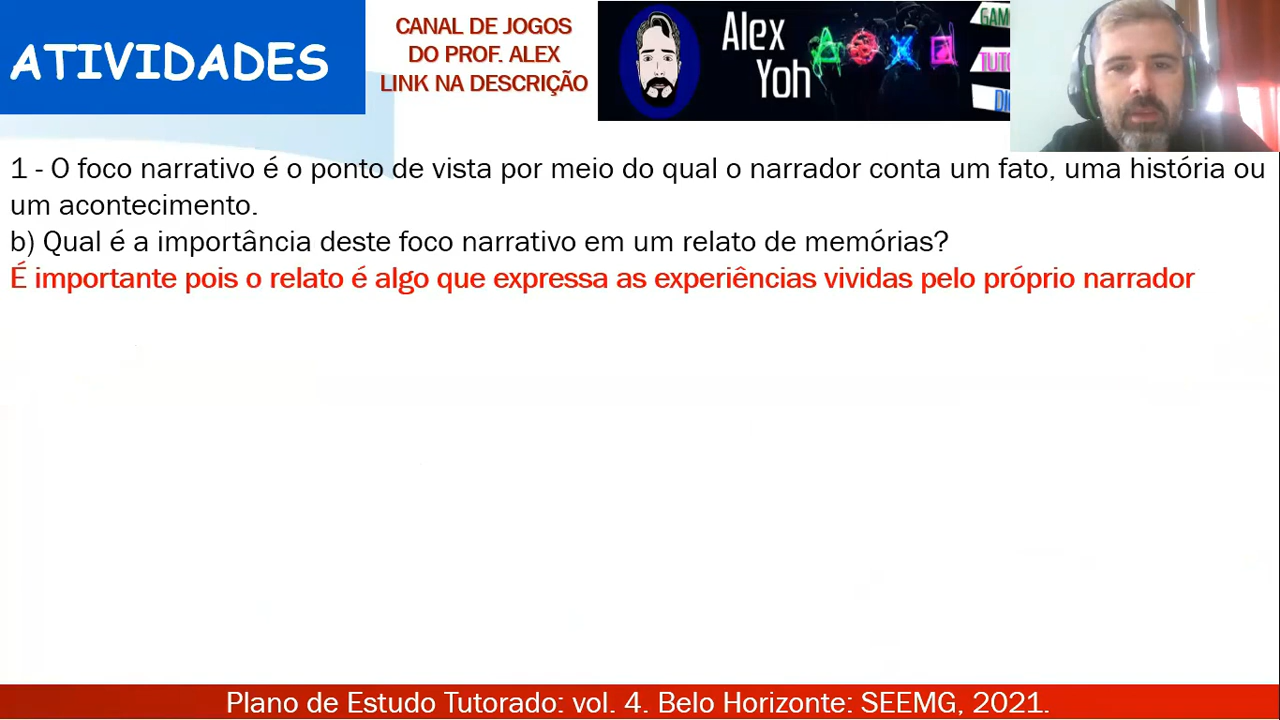 ATIVIDADES
CANAL DE JOGOS
DO PROF. ALEX
LINK NA DESCRIÇÃO
Alex
Yoh
1 - O foco narrativo é o ponto de vista por meio do qual o narrador conta um fato, uma história ou
um acontecimento.
b) Qual é a importância deste foco narrativo em um relato de memórias?
É importante pois o relato é algo que expressa as experiências vividas pelo próprio narrador
Plano de Estudo Tutorado: vol. 4. Belo Horizonte: SEEMG, 2021.